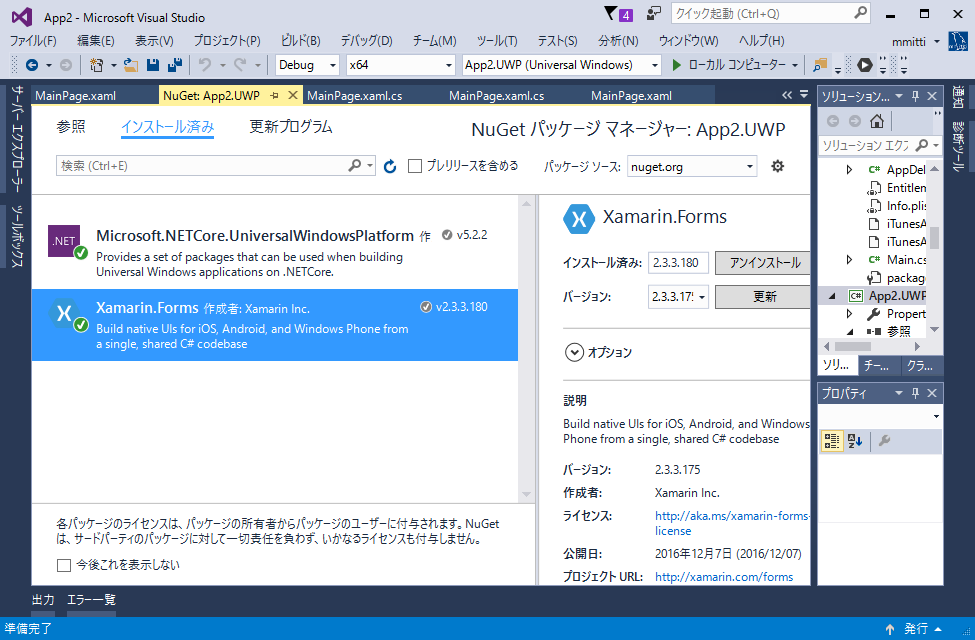 App2 - Microsoft Visual Studio
4
クイック起動 (Ctrl+Q)
ファイル(F) 編集(E) 表示(V) プロジェクト(P) ビルド(B) デバッグ(D) チーム(M) ツール(T) テスト(S) 分析(N) ウィンドウ(W) ヘルプ(H) mmitti
Debug x64 App2.UWP (Universal Windows) ローカル コンピューター
サーバー エクスプローラー
ツールボックス
MainPage.xaml NuGet: App2.UWP MainPage.xaml.cs MainPage.xaml.cs MainPage.xaml
参照 インストール済み 更新プログラム
NuGet パッケージ マネージャー: App2.UWP
検索 (Ctrl+E)
プレリリースを含める
パッケージ ソース: nuget.org
.NET
Microsoft.NETCore.UniversalWindowsPlatform 作 v5.2.2
Provides a set of packages that can be used when building
Universal Windows applications on .NETCore.
Xamarin.Forms 作成者: Xamarin Inc. v2.3.3.180
Build native UIs for iOS, Android, and Windows Phone from
a single, shared C# codebase
各パッケージのライセンスは、パッケージの所有者からパッケージのユーザーに付与されます。NuGet
は、サードパーティのパッケージに対して一切責任を負わず、いかなるライセンスも付与しません。
今後これを表示しない
Xamarin.Forms
インストール済み: 2.3.3.180 アンインストール
バージョン: 2.3.3.17 更新
オプション
説明
Build native UIs for iOS, Android, and Windows
Phone from a single, shared C# codebase
バージョン: 2.3.3.175
作成者: Xamarin Inc.
ライセンス: http://aka.ms/xamarin-forms-
license
公開日: 2016年12月7日 (2016/12/07)
プロジェクト URL: http://xamarin.com/forms
ソリューション...
ソリューション エクス
C# AppDel
Entitlem
Info.plis
iTunesA
iTunesA
C# Main.cs
packag
C# App2.UWP
Propert
参照
ソリ... チー... クラ...
プロパティ
通知
診断ツール
出力 エラー一覧
準備完了
発行